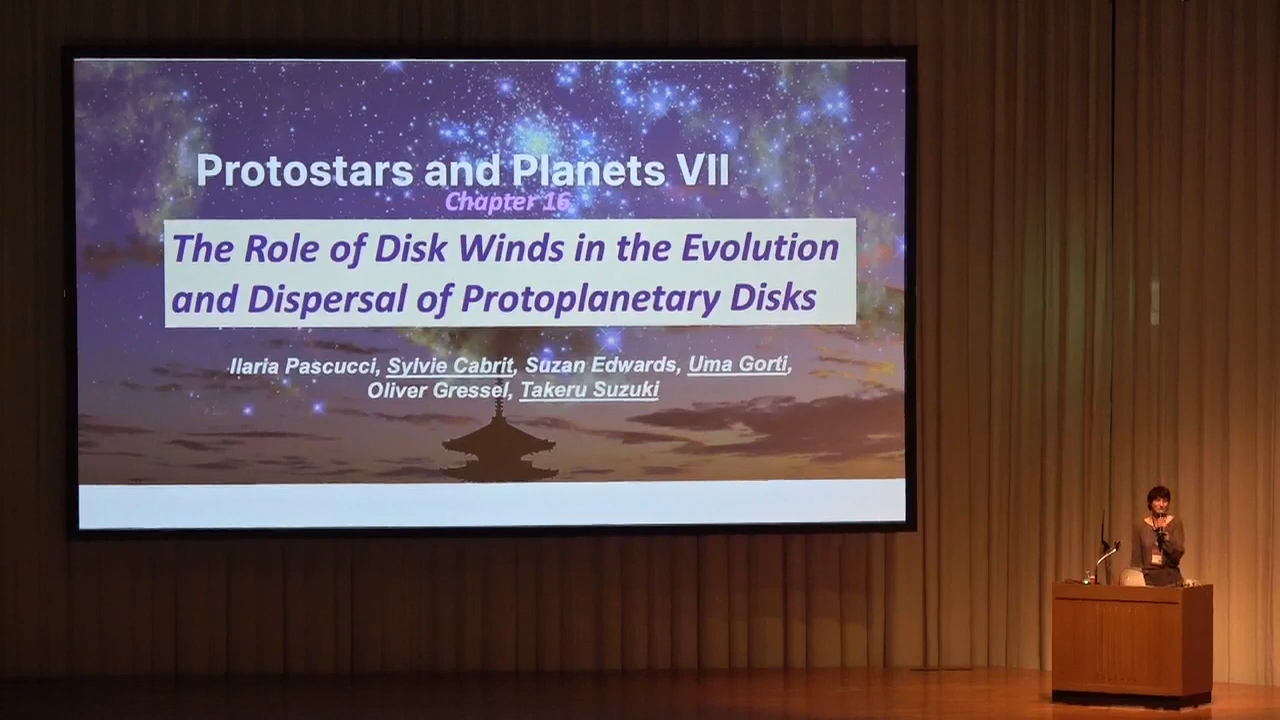 Protostars and Planets VII
Chapter 16
The Role of Disk Winds in the Evolution
and Dispersal of Protoplanetary Disks
Ilaria Pascucci, Sylvie Cabrit, Suzan Edwards, Uma Gorti,
Oliver Gressel, Takeru Suzuki